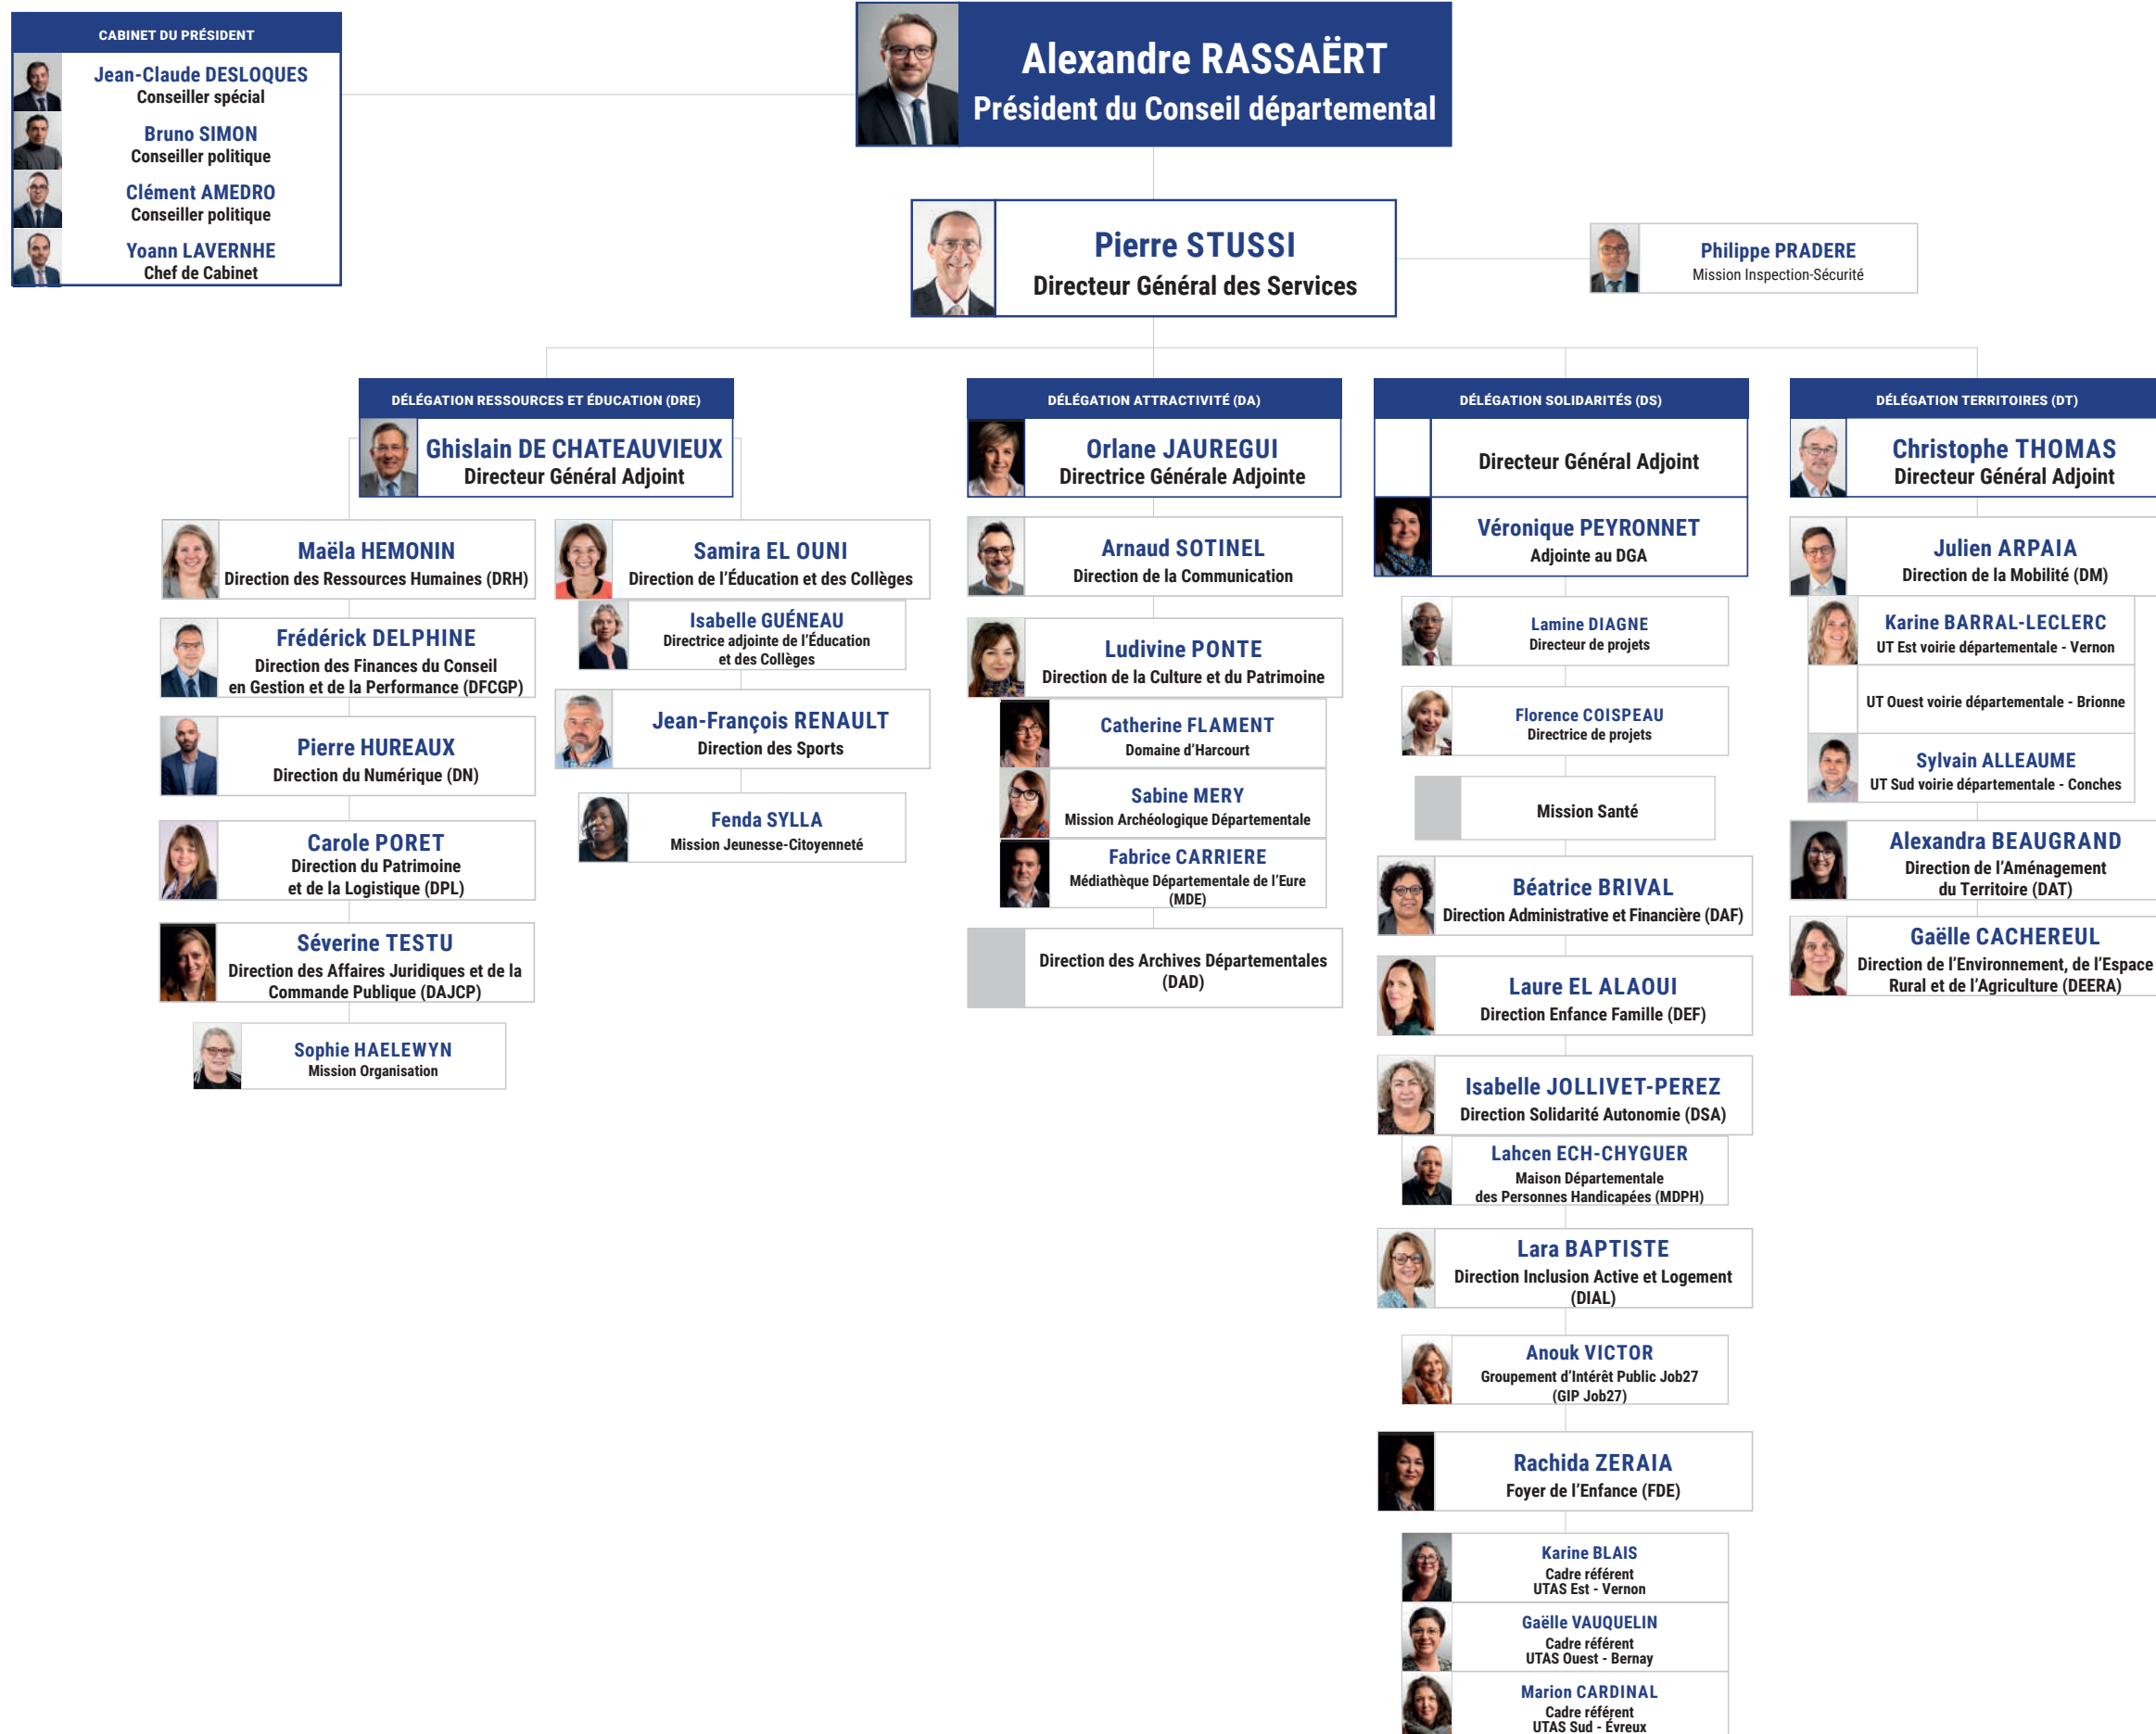 CABINET DU PRÉSIDENT
Jean-Claude DESLOQUES
Conseiller spécial
Bruno SIMON
Conseiller politique
Clément AMEDRO
Conseiller politique
Yoann LAVERNHE
Chef de Cabinet
Alexandre RASSAËRT
Président du Conseil départemental
Pierre STUSSI
Directeur Général des Services
Philippe PRADERE
Mission Inspection-Sécurité
DÉLÉGATION RESSOURCES ET ÉDUCATION (DRE)
Ghislain DE CHATEAUVIEUX
Directeur Général Adjoint
Maëla HEMONIN
Direction des Ressources Humaines (DRH)
Frédérick DELPHINE
Direction des Finances du Conseil
en Gestion et de la Performance (DFCGP)
Pierre HUREAUX
Direction du Numérique (DN)
Carole PORET
Direction du Patrimoine
et de la Logistique (DPL)
Séverine TESTU
Direction des Affaires Juridiques et de la
Commande Publique (DAJCP)
Sophie HAELEWYN
Mission Organisation
Samira EL OUNI
Direction de l’Éducation et des Collèges
Isabelle GUÉNEAU
Directrice adjointe de l’Éducation
et des Collèges
Jean-François RENAULT
Direction des Sports
Fenda SYLLA
Mission Jeunesse-Citoyenneté
DÉLÉGATION ATTRACTIVITÉ (DA)
Orlane JAUREGUI
Directrice Générale Adjointe
Arnaud SOTINEL
Direction de la Communication
Ludivine PONTE
Direction de la Culture et du Patrimoine
Catherine FLAMENT
Domaine d’Harcourt
Sabine MERY
Mission Archéologique Départementale
Fabrice CARRIERE
Médiathèque Départementale de l’Eure
(MDE)
Direction des Archives Départementales
(DAD)
DÉLÉGATION SOLIDARITÉS (DS)
Directeur Général Adjoint
Véronique PEYRONNET
Adjointe au DGA
Lamine DIAGNE
Directeur de projets
Florence COISPEAU
Directrice de projets
Mission Santé
Béatrice BRIVAL
Direction Administrative et Financière (DAF)
Laure EL ALAOUI
Direction Enfance Famille (DEF)
Isabelle JOLLIVET-PEREZ
Direction Solidarité Autonomie (DSA)
Lahcen ECH-CHYGUER
Maison Départementale
des Personnes Handicapées (MDPH)
Lara BAPTISTE
Direction Inclusion Active et Logement
(DIAL)
Anouk VICTOR
Groupement d’Intérêt Public Job27
(GIP Job27)
Rachida ZERAIA
Foyer de l’Enfance (FDE)
Karine BLAIS
Cadre référent
UTAS Est - Vernon
Gaëlle VAUQUELIN
Cadre référent
UTAS Ouest - Bernay
Marion CARDINAL
Cadre référent
UTAS Sud - Évreux
DÉLÉGATION TERRITOIRES (DT)
Christophe THOMAS
Directeur Général Adjoint
Julien ARPAIA
Direction de la Mobilité (DM)
Karine BARRAL-LECLERC
UT Est voirie départementale - Vernon
UT Ouest voirie départementale - Brionne
Sylvain ALLEAUME
UT Sud voirie départementale - Conches
Alexandra BEAUGRAND
Direction de l’Aménagement
du Territoire (DAT)
Gaëlle CACHEREUL
Direction de l’Environnement, de l’Espace
Rural et de l’Agriculture (DEERA)